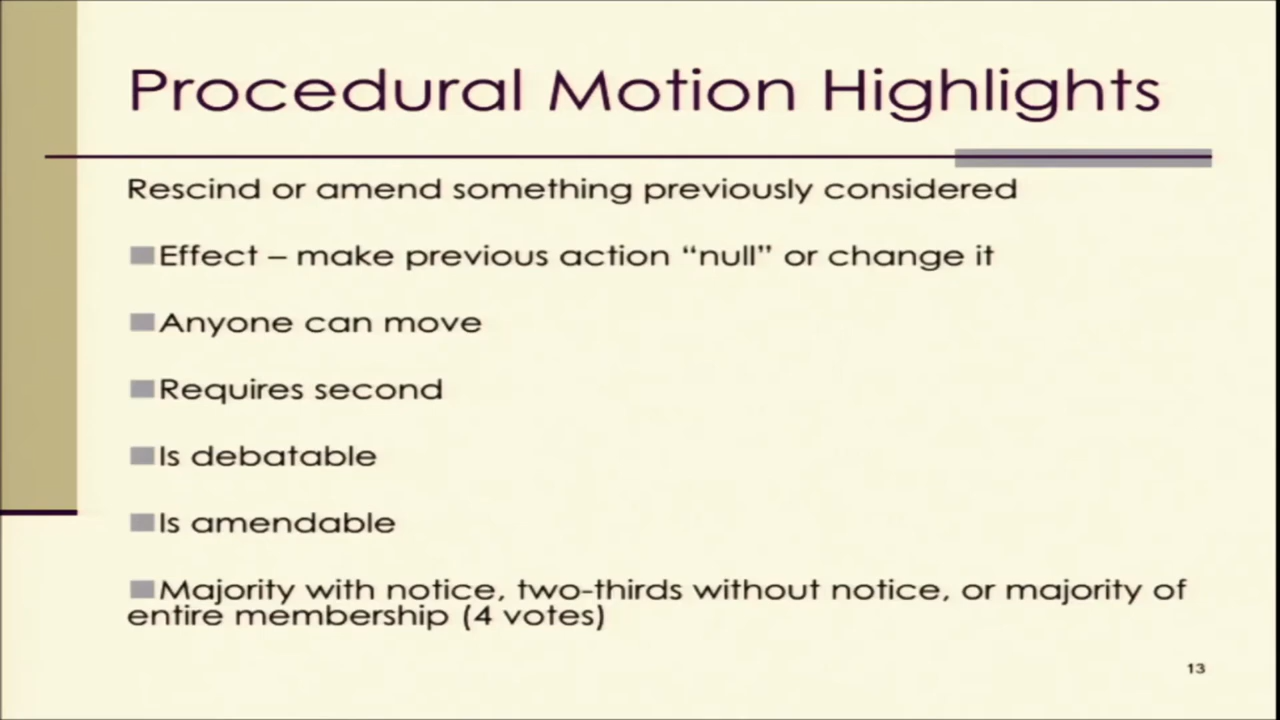 Procedural Motion Highlights
Rescind or amend something previously considered
Effect – make previous action “null” or change it
Anyone can move
Requires second
Is debatable
Is amendable
Majority with notice, two-thirds without notice, or majority of
entire membership (4 votes)
13